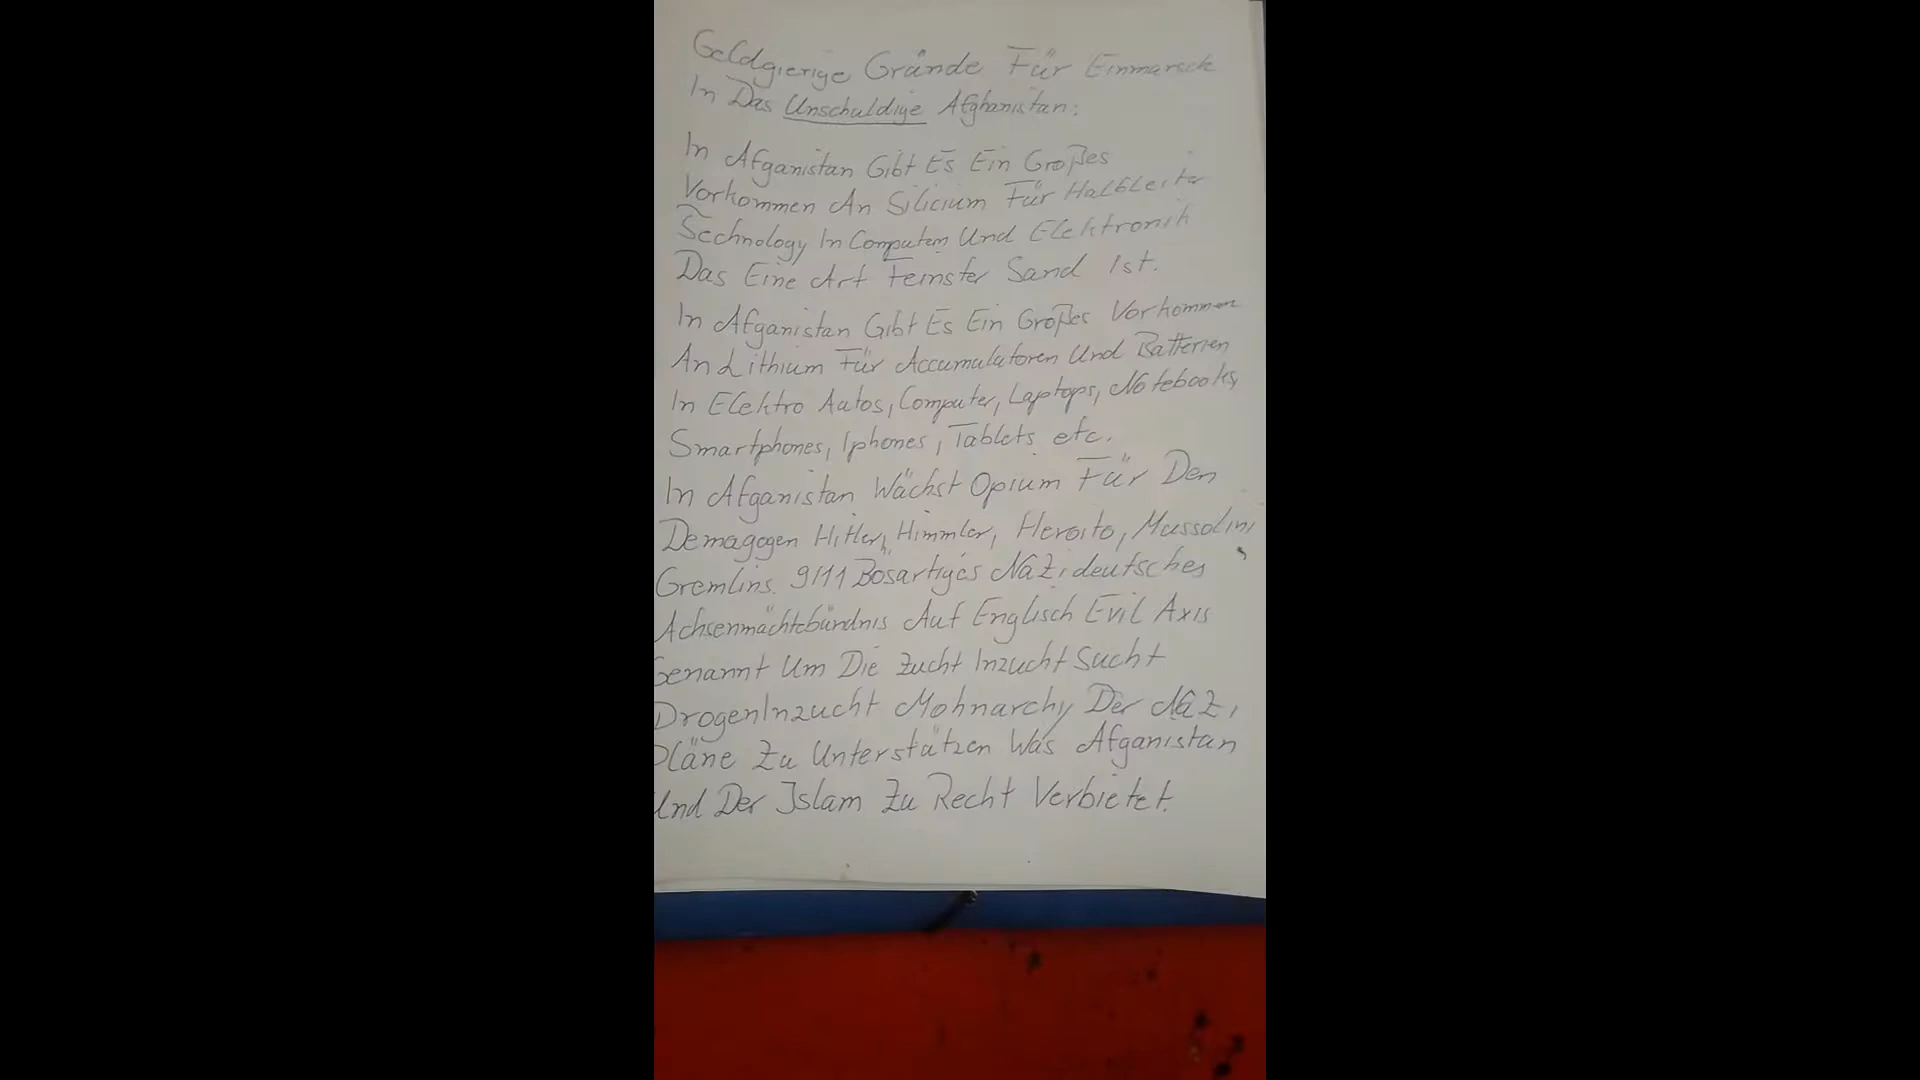 Geldgierige Gründe Für Einmarsch
In Das Unschuldige Afghanistan:
In Afganistan Gibt Es Ein Großes
Vorkommen An Silicium Für Halbleiter
Technology In Computern Und Elektronik
Das Eine Art Feinster Sand Ist.
In Afganistan Gibt Es Ein Großes Vorkommen
An Lithium Für Accumulatoren Und Batterien
In Elektro Autos, Computer, Laptops, Notebooks,
Smartphones, Iphones, Tablets etc.
In Afganistan Wächst Opium Für Den
Demagogen Hitler, Himmler, Heroito, Mussolini,
Gremlins. 9/11 Bösartiges NaZideutsches
Achsenmächtebündnis Auf Englisch Evil Axis
Genannt Um Die Zucht Inzucht Sucht
DrogenInzucht Mohnarchy Der NaZi
Pläne Zu Unterstützen Was Afganistan
Und Der Islam Zu Recht Verbietet.